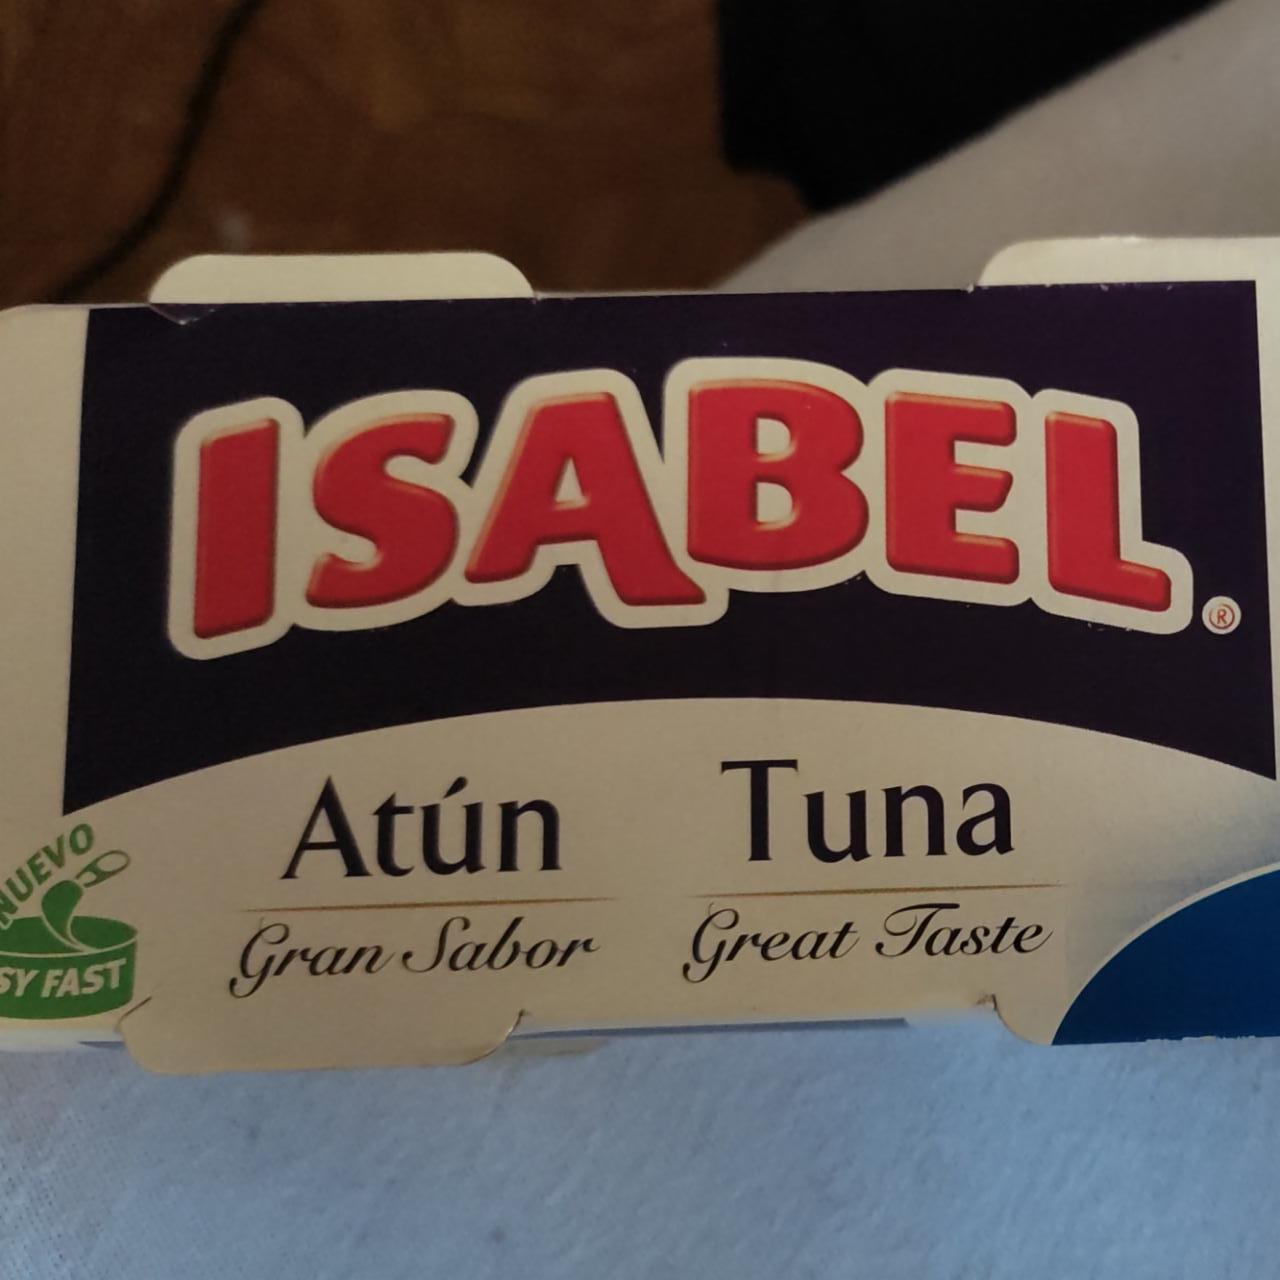 ISABEL
®
Atún
Gran Sabor
Tuna
Great Taste
NUEVO
SY FAST